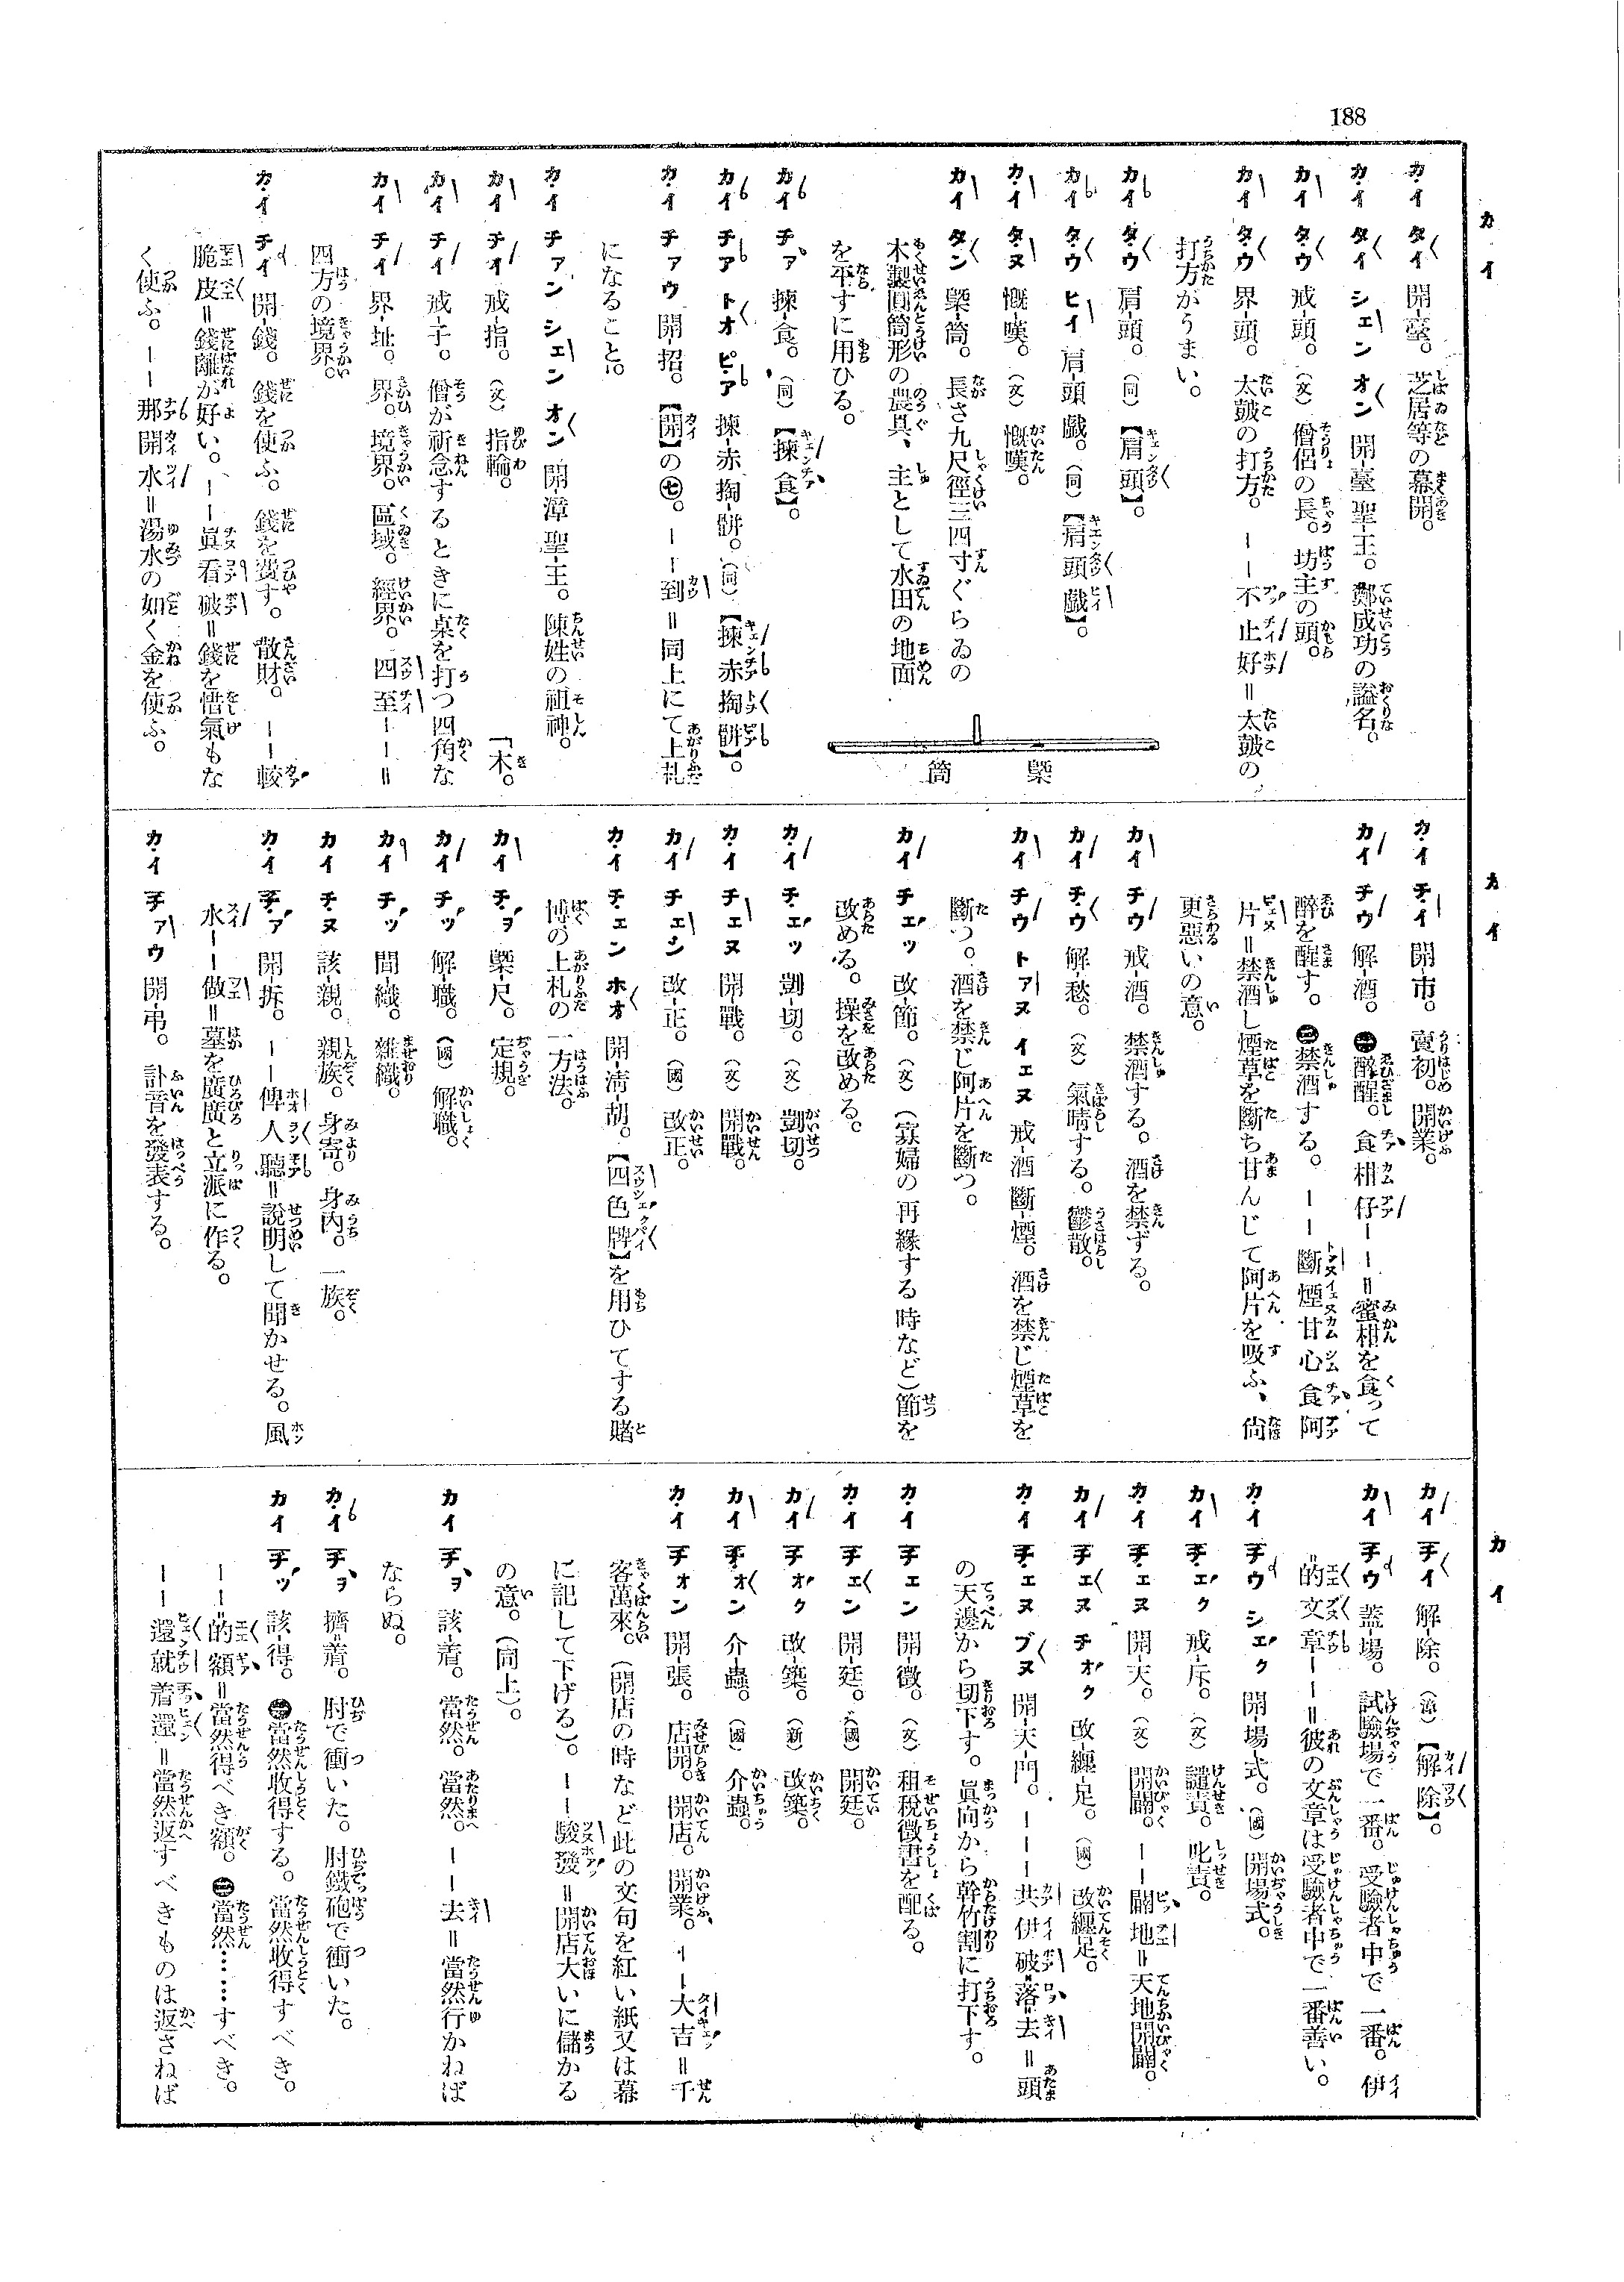 188
カイ
カイ タイ 開-臺。 芝居等の幕開。
カイ タイ シェン オン 開-臺 聖-王。 鄭成功の謚名。
カイ タウ 戒-頭。(文) 僧侶の長。坊主の頭。
カイ タウ 界-頭。 太皷の打方。 ——不止好=太皷の
打方がうまい。
カイ タウ 肩-頭。(同)【肩頭】。
カイ タウ ヒイ 肩-頭 戲。(同)【肩頭戲】。
カイ タヌ 慨-嘆。(文) 慨嘆。
カイ タン 槩-筒。 長さ九尺徑三四寸ぐらゐの
木製圓筒形の農具、主として水田の地面
を平すに用ひる。
槩筒
カイ チァ 揀-食。(同)【揀食】。
カイ チア トオ ピア 揀-赤 掏-餅。(同)【揀赤掏餅】。
カイ チァウ 開-招。【開】の㊆。——到=同上にて上札
になること。
カイ チァン シェン オン 開-漳 聖-王。 陳姓の祖神。
カイ チイ 戒-指。(文) 指輪。
カイ チイ 戒-子。 僧が祈念するときに桌を打つ四角な「木。
カイ チイ 界-址。 界。境界。區域。經界。四至——=
四方の境界。
カイ チイ 開-錢。 錢を使ふ。錢を費す。散財。——較
脆皮=錢離が好い。——眞看破=錢を惜氣もな
く使ふ。——那開水=湯水の如く金を使ふ。
カイ
カイ チイ 開-市。 賣初。開業。
カイ チウ 解-酒。 ㊀醉醒。食柑仔——=蜜柑を食って
醉を醒す。㊁禁酒する。——斷煙甘心食阿
片=禁酒し煙草を斷ち甘んじて阿片を吸ふ、尙
更惡いの意。
カイ チウ 戒-酒。 禁酒する。酒を禁ずる。
カイ チウ 解-愁。(文) 氣晴する。鬱散。
カイ チウ トァヌ イェヌ 戒-酒 斷-煙。 酒を禁じ煙草を
斷つ。酒を禁じ阿片を斷つ。
カイ チェッ 改-節。(文)(寡婦の再緣する時など)節を
改める。操を改める。
カイ チェッ 剴-切。(文) 剴切。
カイ チェヌ 開-戰。(文) 開戰。
カイ チェン 改-正。(國) 改正。
カイ チェン ホオ 開-淸-胡。【四色牌】を用ひてする賭
博の上札の一方法。
カイ チヲ 槩-尺。 定規。
カイ チッ 解-職。(國) 解職。
カイ チッ 間-織。 雜織。
カイ チヌ 該-親。 親族。身寄。身內。一族。
カイ チァ 開-拆。 ——俾人聽=說明して聞かせる。風
水——做=墓を廣廣と立派に作る。
カイ チァウ 開-弔。 訃音を發表する。
カイ
カイ チイ 解-除。(漳)【解除】。
カイ チウ 蓋-場。 試驗場で一番。受驗者中で一番。伊
的文章——=彼の文章は受驗者中で一番善い。
カイ チウ シェク 開-場-式。(國) 開場式。
カイ チェク 戒-斥。(文) 譴責。叱責。
カイ チェヌ 開-天。(文) 開闢。——闢地=天地開闢。
カイ チェヌ チオク 改-纏-足。(國) 改纏足。
カイ チェヌ ブヌ 開-天-門。———共伊破落去=頭
の天邊から切下す。眞向から幹竹割に打下す。
カイ チェン 開-徵。(文) 租稅徵書を配る。
カイ チェン 開-廷。(國) 開廷。
カイ チオク 改-築。(新) 改築。
カイ チオン 介-蟲。(國) 介蟲。
カイ チオン 開-張。 店開。開店。開業。——大吉=千
客萬來。(開店の時など此の文句を紅い紙又は幕
に記して下げる)。——駿發=開店大いに儲かる
の意。(同上)。
カイ チヲ 該-着。 當然。當然。——去=當然行かねば
ならぬ。
カイ チヲ 擠-着。 肘で衝いた。肘鐵砲で衝いた。
カイ チッ 該-得。 ㊀當然收得する。當然收得すべき。
——的額=當然得べき額。㊁當然……すべき。
——還就着還=當然返すべきものは返さねば